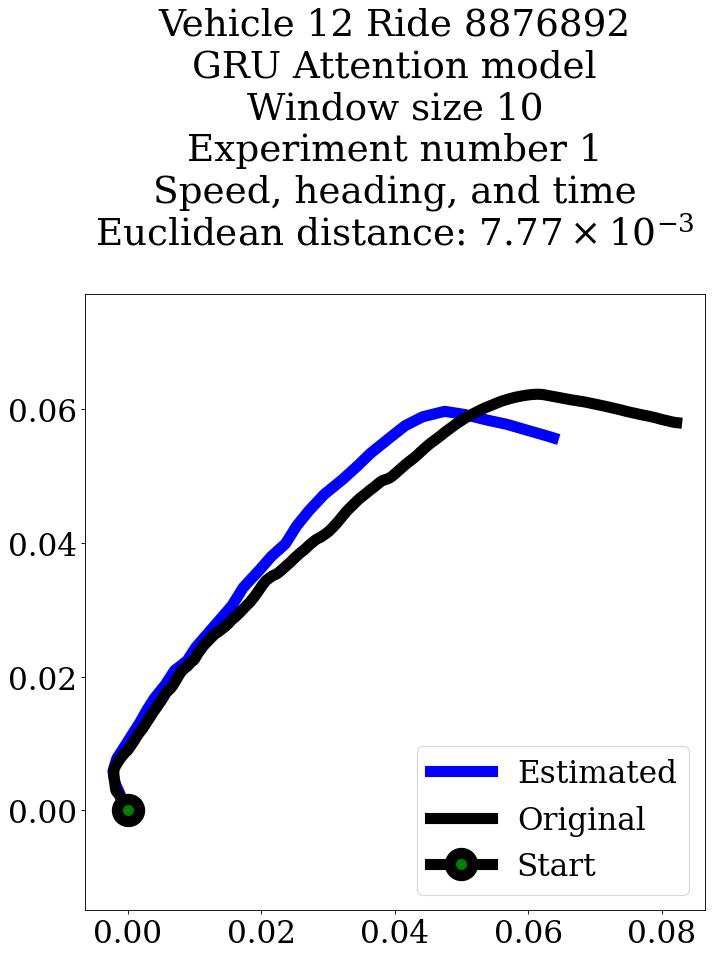 Vehicle 12 Ride 8876892
GRU Attention model
Window size 10
Experiment number 1
Speed, heading, and time
Euclidean distance: 7.77 × 10⁻³
0.06
0.04
0.02
0.00
Estimated
Original
Start
0.00 0.02 0.04 0.06 0.08